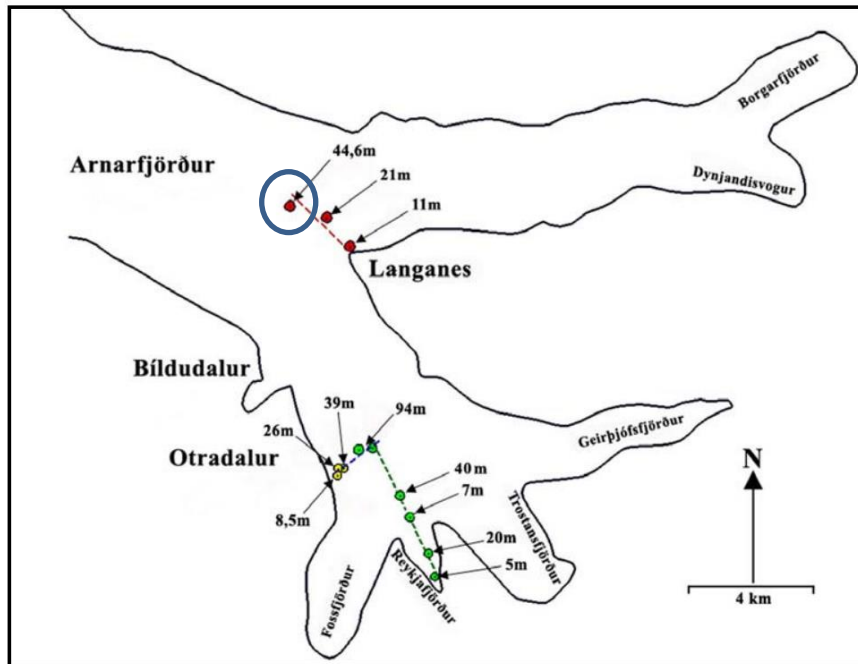 Borgarfjörður
44,6m
Arnarfjörður
21m
Dynjandisvogur
11m
Langanes
Bíldudalur
39m
94m
26m
Geirþjófsfjörður
Otradalur
40m
N
7m
Trostansfjörður
8,5m
20m
Reykjafjörður
5m
Fossfjörður
4 km